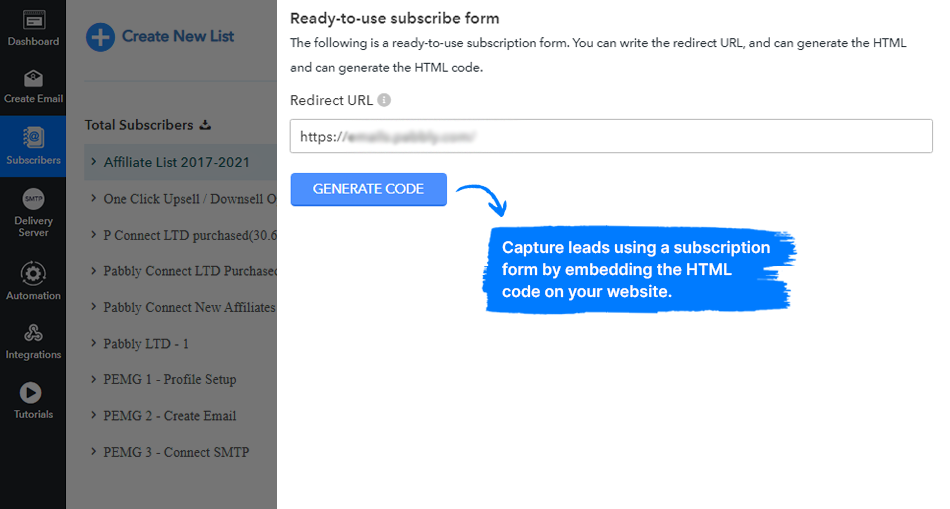 Dashboard
Create Email
Subscribers
SMTP
Delivery
Server
Automation
Integrations
Tutorials
Create New List
Total Subscribers
Affiliate List 2017-2021
One Click Upsell / Downsell O
P Connect LTD purchased(30.6
Pabbly Connect LTD Purchased
Pabbly Connect New Affiliates
Pabbly LTD - 1
PEMG 1 - Profile Setup
PEMG 2 - Create Email
PEMG 3 - Connect SMTP
Ready-to-use subscribe form
The following is a ready-to-use subscription form. You can write the redirect URL, and can generate the HTML
and can generate the HTML code.
Redirect URL
https://emails.pabbly.com/
GENERATE CODE
Capture leads using a subscription
form by embedding the HTML
code on your website.